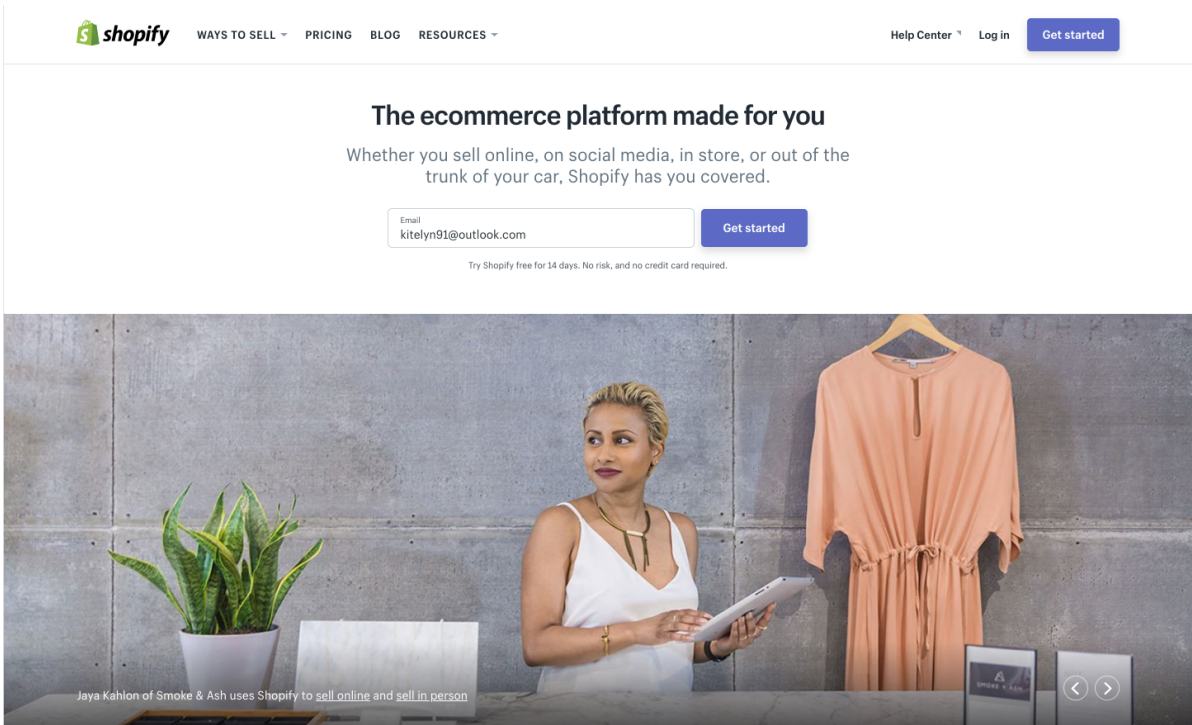 shopify
WAYS TO SELL
PRICING
BLOG
RESOURCES
Help Center
Log in
Get started
The ecommerce platform made for you
Whether you sell online, on social media, in store, or out of the
trunk of your car, Shopify has you covered.
Email
kitelyn91@outlook.com
Get started
Try Shopify free for 14 days. No risk, and no credit card required.
SMOKE + ASH
Jaya Kahlon of Smoke & Ash uses Shopify to sell online and sell in person